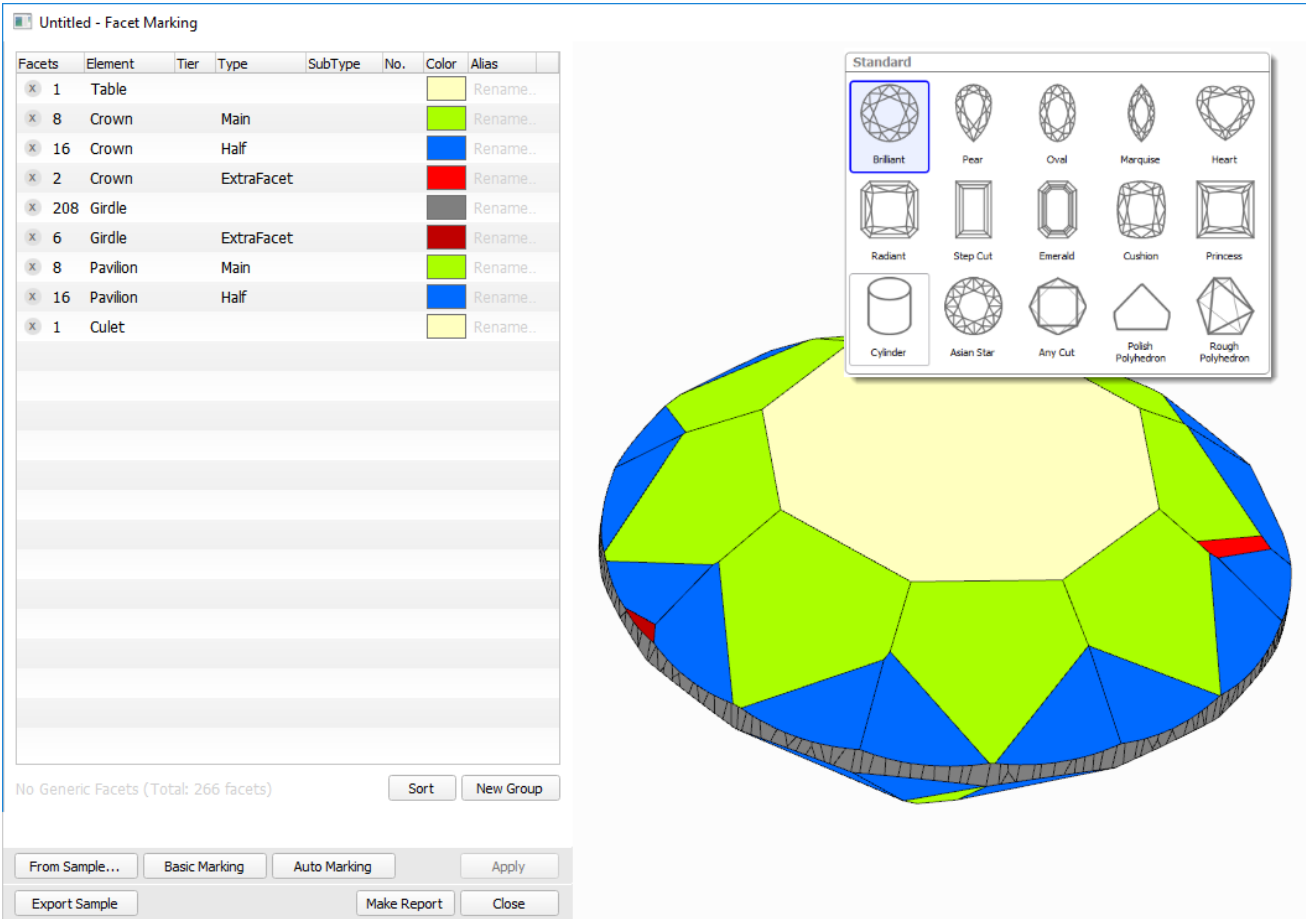 Untitled - Facet Marking
Facets Element Tier Type SubType No. Color Alias
x 1 Table Rename..
x 8 Crown Main Rename..
x 16 Crown Half Rename..
x 2 Crown ExtraFacet Rename..
x 208 Girdle Rename..
x 6 Girdle ExtraFacet Rename..
x 8 Pavilion Main Rename..
x 16 Pavilion Half Rename..
x 1 Culet Rename..
No Generic Facets (Total: 266 facets) Sort New Group
From Sample... Basic Marking Auto Marking Apply
Export Sample Make Report Close
Standard
Brilliant Pear Oval Marquise Heart
Radiant Step Cut Emerald Cushion Princess
Cylinder Asian Star Any Cut Polish Polyhedron Rough Polyhedron